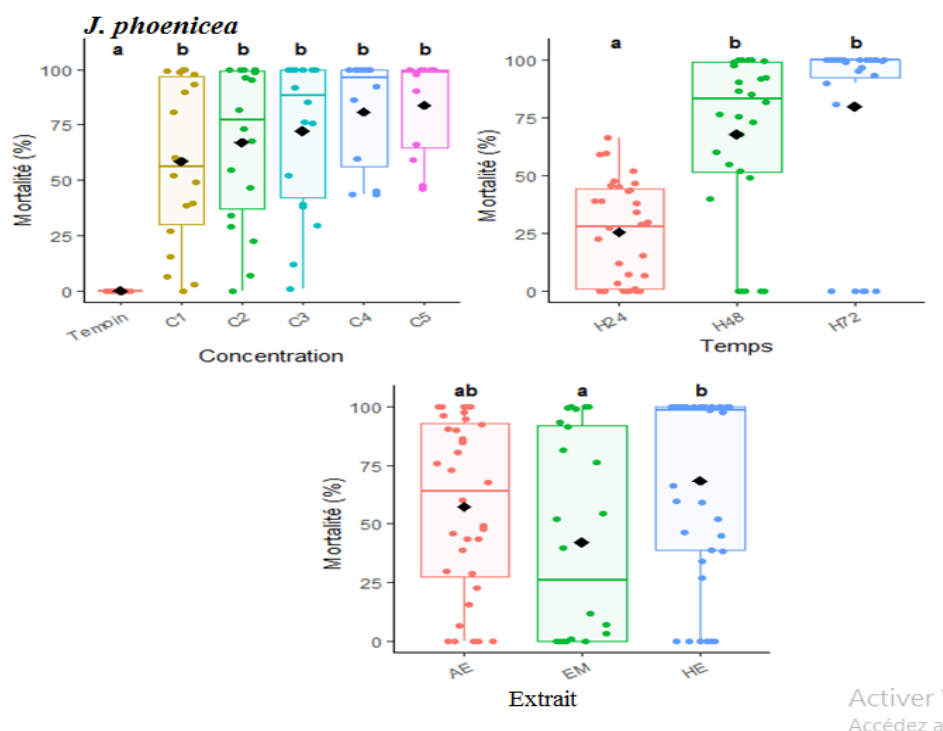 J. phoenicea
a b b b b b
Mortalité (%)
100
75
50
25
0
Temoin C1 C2 C3 C4 C5
Concentration
a b b
Mortalité (%)
100
75
50
25
0
H24 H48 H72
Temps
ab a b
Mortalité (%)
100
75
50
25
0
AE EM HE
Extrait
Activer
Accédez a